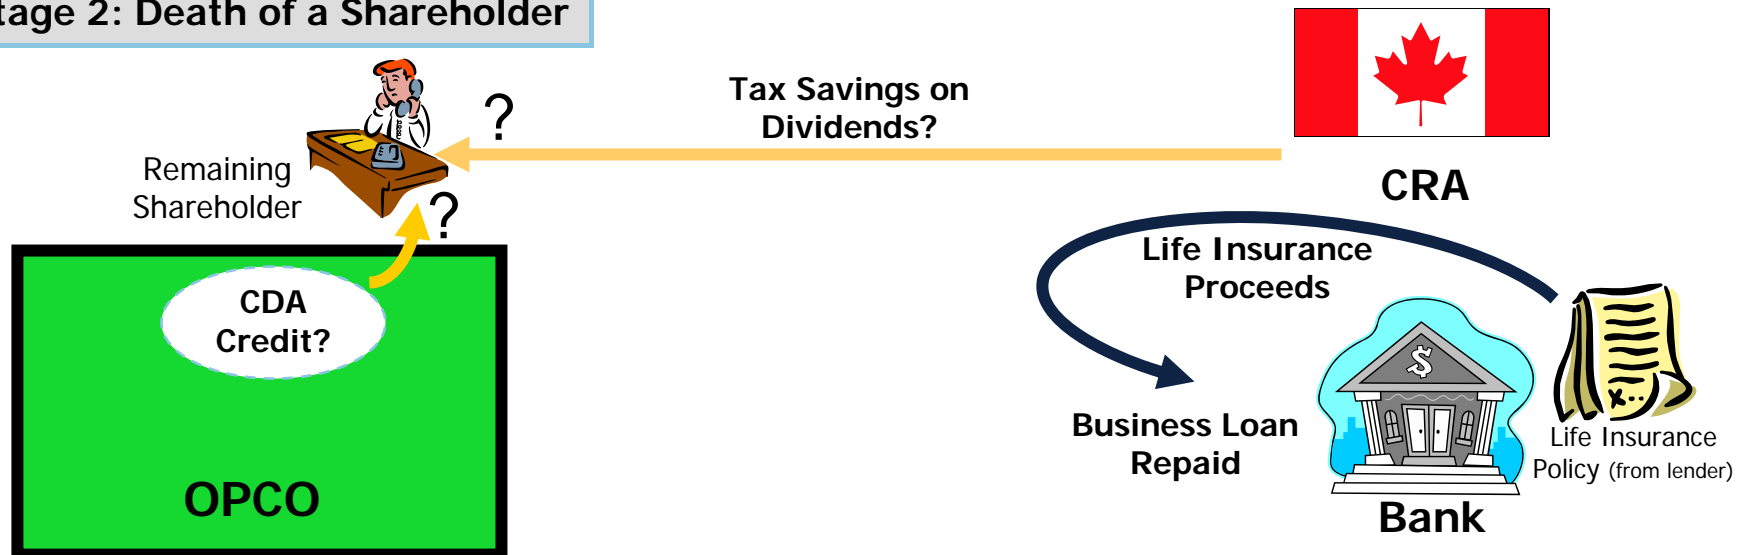 tage 2: Death of a Shareholder
?
Tax Savings on
Dividends?
Remaining
Shareholder
?
CRA
Life Insurance
Proceeds
CDA
Credit?
$
x..
Business Loan
Repaid
Life Insurance
Policy (from lender)
OPCO
Bank